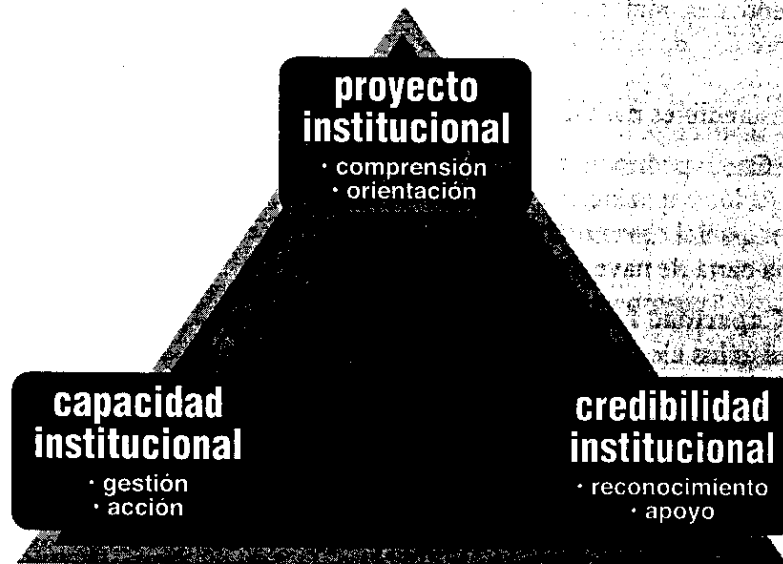 proyecto
institucional
· comprensión
· orientación
capacidad
institucional
· gestión
· acción
credibilidad
institucional
· reconocimiento
· apoyo